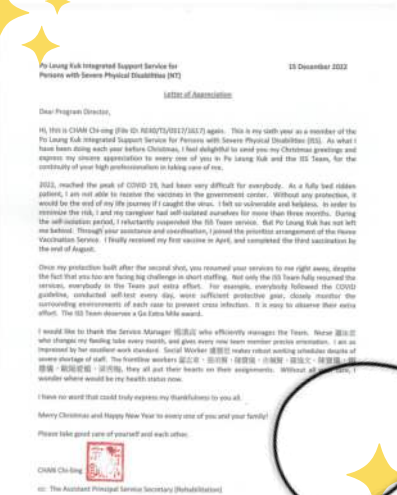 Po Leung Kuk Integrated Support Service for 15 December 2022
Persons with Severe Physical Disabilities (NT)
Letter of Appreciation
Dear Program Director,
Hi, this is CHAN Chi-sing (File ID: ) again. This is my sixth year as a member of the
Po Leung Kuk Integrated Support Service for Persons with Severe Physical Disabilities (ISS). As what I
have been doing each year before Christmas, I feel delightful to send you my Christmas greetings and
express my sincere appreciation to every one of you in Po Leung Kuk and the ISS Team, for the
continuity of your high professionalism in taking care of me.
2022, reached the peak of COVID 19, had been very difficult for everybody. As a fully bed ridden
patient, I am not able to receive the vaccines in the government center. Without any protection, it
would be the end of my life journey if I caught the virus. I felt so vulnerable and helpless. In order to
minimize the risk, I and my caregiver had self-isolated ourselves for more than three months. During
the self-isolation period, I reluctantly suspended the ISS Team service. But Po Leung Kuk has not left
me behind. Through your assistance and coordination, I joined the prioritize arrangement of the Home
Vaccination Service. I finally received my first vaccine in April, and completed the third vaccination by
the end of August.
Once my protection built after the second shot, you resumed your services to me right away, despite
the fact that you too are facing big challenge in short staffing. Not only the ISS Team fully resumed the
services, everybody in the Team put extra effort. For example, everybody followed the COVID
guideline, conducted self-test every day, wore sufficient protective gear, closely monitor the
surrounding environments of each case to prevent cross infection. It is easy to observe their extra
effort. The ISS Team deserves a Go Extra Mile award.
I would like to thank the Service Manager who efficiently manages the Team. Nurse
who changes my feeding tube every month, and gives every new team member precise orientation. I am so
impressed by her excellent work standard. Social Worker makes robust working schedules despite of
severe shortage of staff. The frontline workers
they all put their hearts on their assignments. Without all care, I
wonder where would be my health status now.
I have no word that could truly express my thankfulness to you all.
Merry Christmas and Happy New Year to every one of you and your family!
Please take good care of yourself and each other.
CHAN Chi-sing
cc: The Assistant Principal Service Secretary (Rehabilitation)